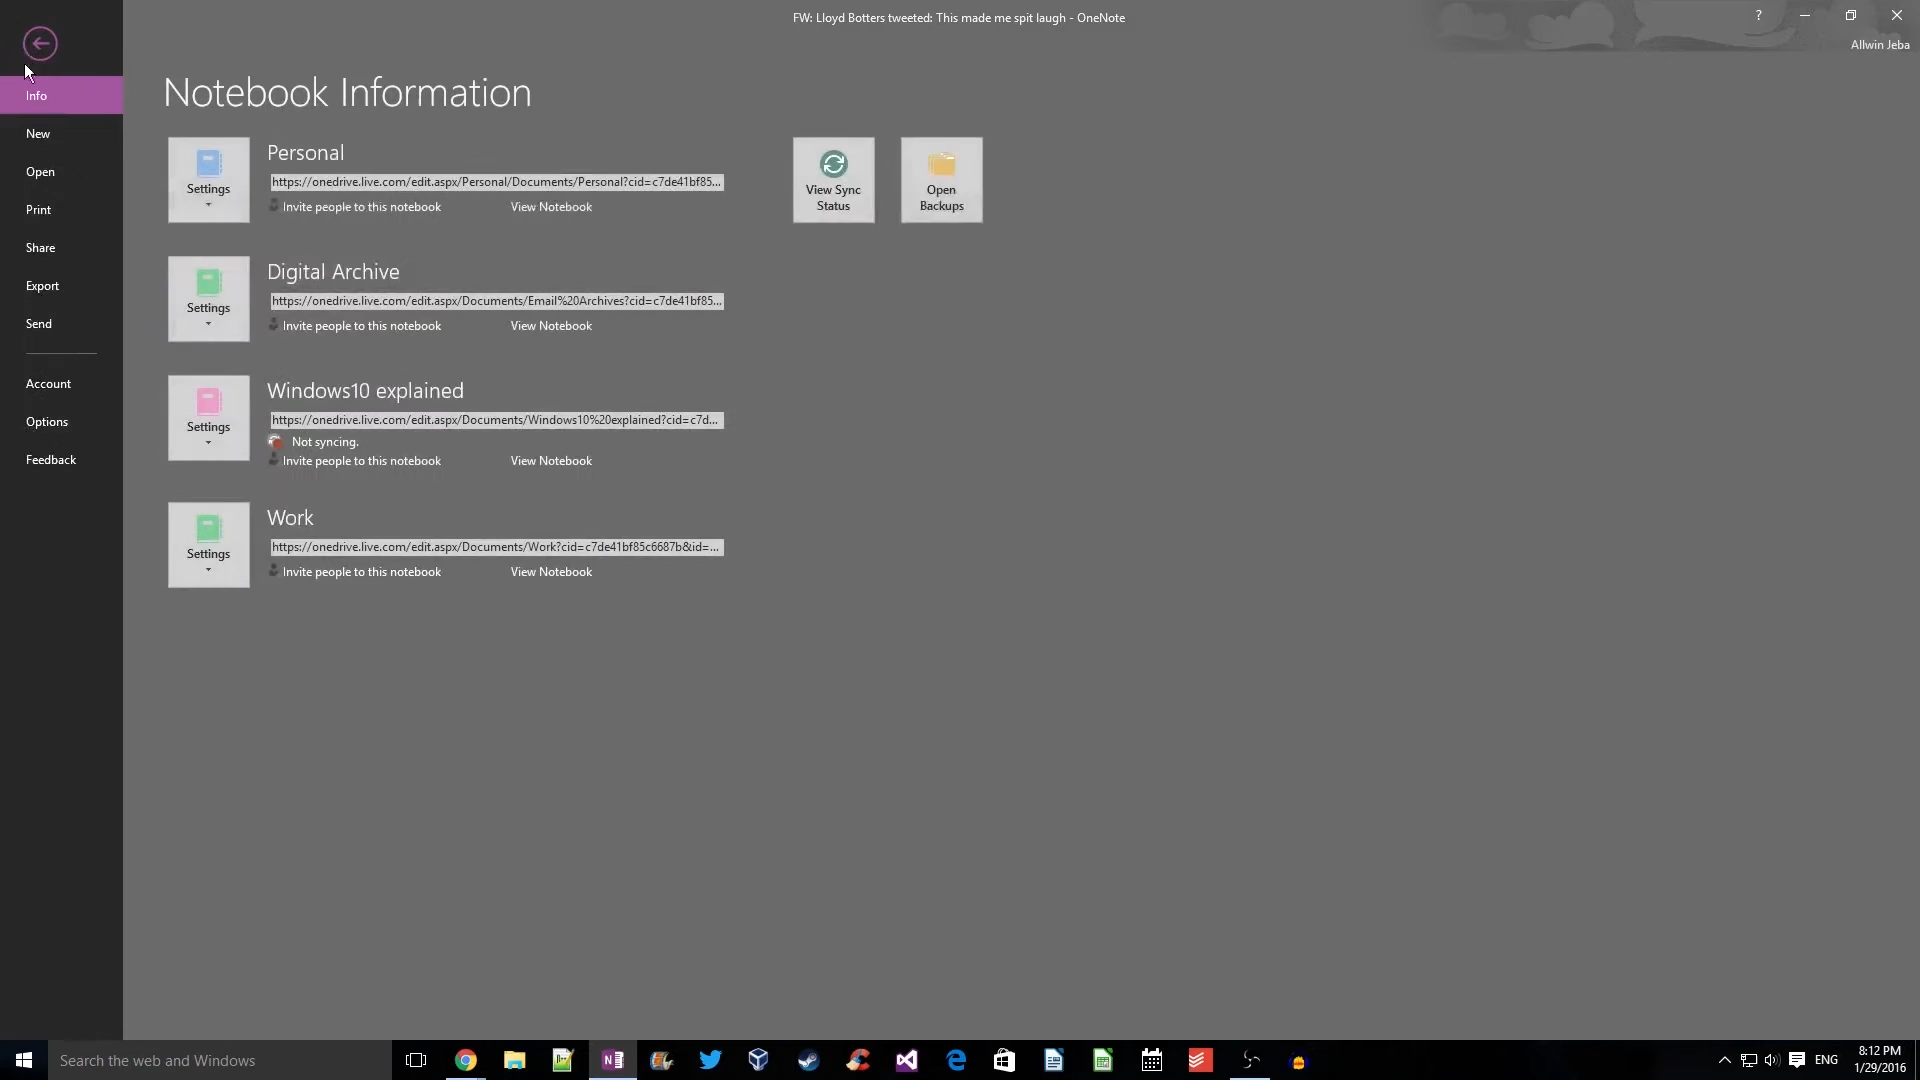 FW: Lloyd Botters tweeted: This made me spit laugh - OneNote
?
Allwin Jeba
Info
New
Open
Print
Share
Export
Send
Account
Options
Feedback
Notebook Information
Settings
Personal
https://onedrive.live.com/edit.aspx/Personal/Documents/Personal?cid=c7de41bf85...
Invite people to this notebook
View Notebook
View Sync
Status
Open
Backups
Settings
Digital Archive
https://onedrive.live.com/edit.aspx/Documents/Email%20Archives?cid=c7de41bf85...
Invite people to this notebook
View Notebook
Settings
Windows10 explained
https://onedrive.live.com/edit.aspx/Documents/Windows10%20explained?cid=c7d...
Not syncing.
Invite people to this notebook
View Notebook
Settings
Work
https://onedrive.live.com/edit.aspx/Documents/Work?cid=c7de41bf85c6687b&id=...
Invite people to this notebook
View Notebook
Search the web and Windows
ENG
8:12 PM
1/29/2016